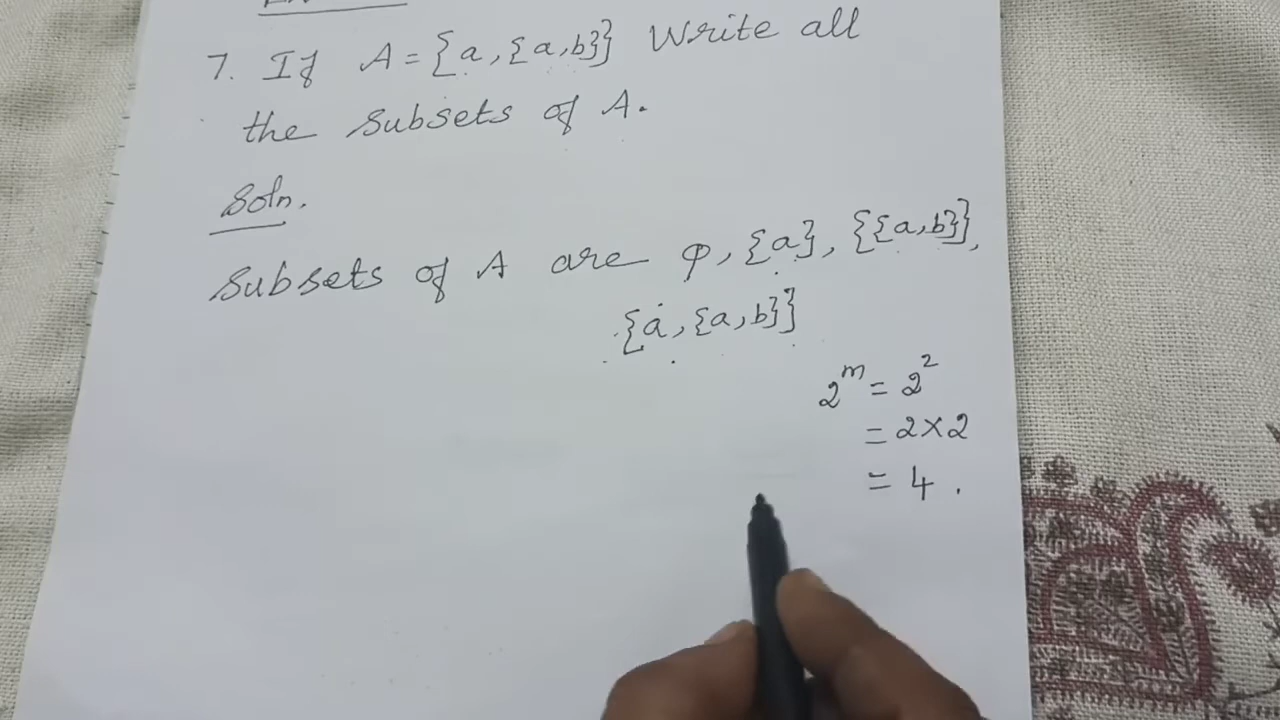 7. If A = {a, {a, b}} Write all
the subsets of A.
Soln.
Subsets of A are φ, {a}, {{a, b}},
{a, {a, b}}
2^m = 2^2
= 2×2
= 4.